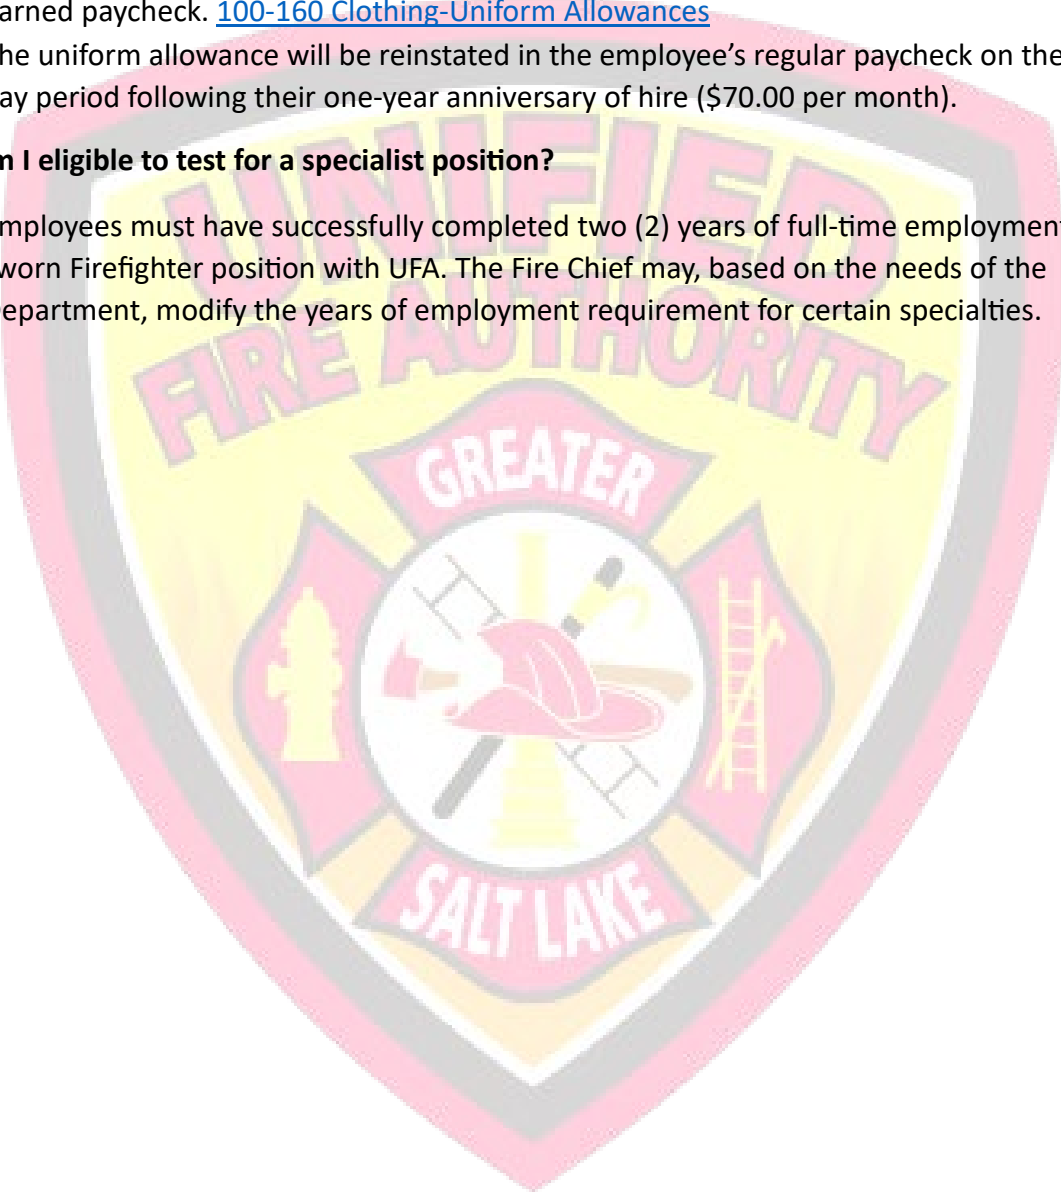 arned paycheck. 100-160 Clothing-Uniform Allowances
he uniform allowance will be reinstated in the employee’s regular paycheck on the
ay period following their one-year anniversary of hire ($70.00 per month).
m I eligible to test for a specialist position?
mployees must have successfully completed two (2) years of full-time employment
worn Firefighter position with UFA. The Fire Chief may, based on the needs of the
epartment, modify the years of employment requirement for certain specialties.
UNIFIED
FIRE AUTHORITY
GREATER
SALT LAKE